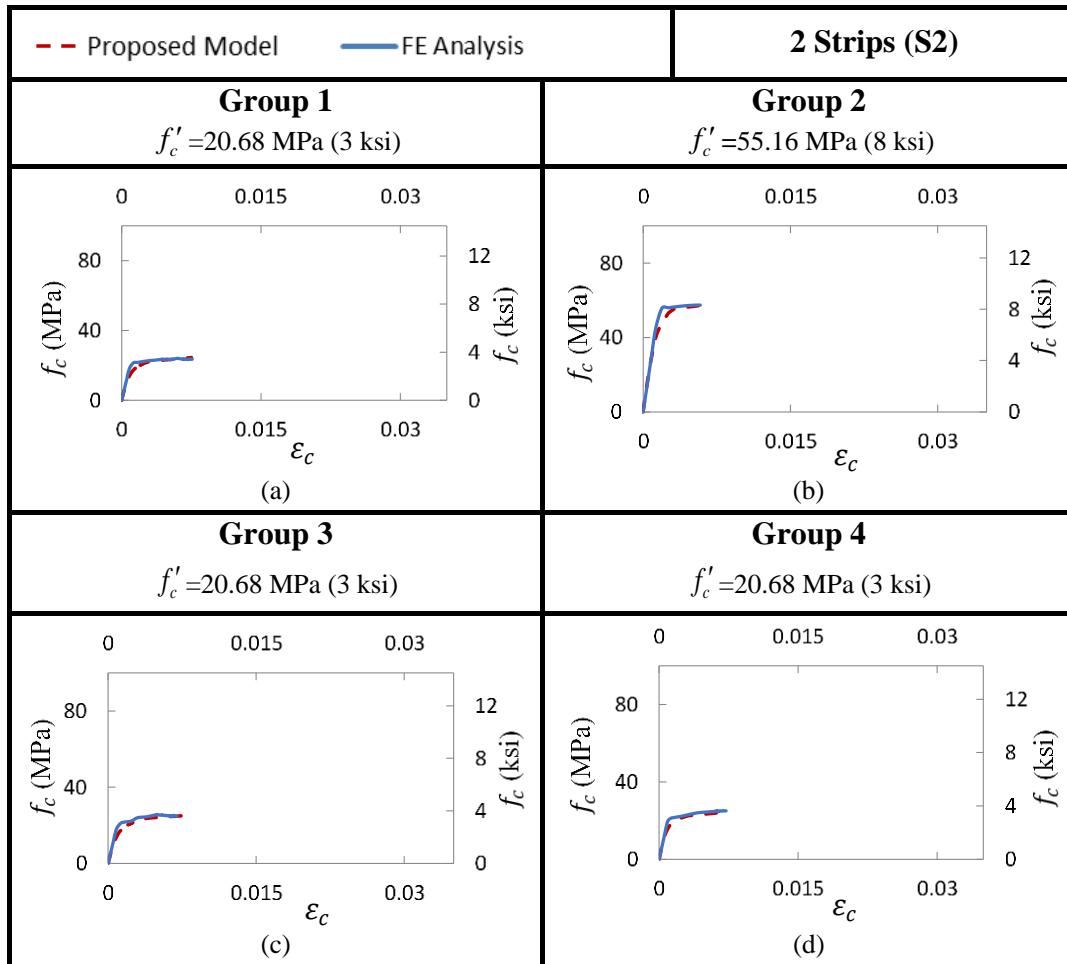 Proposed Model FE Analysis 2 Strips (S2)
Group 1
f'c =20.68 MPa (3 ksi)
Group 2
f'c =55.16 MPa (8 ksi)
0 0.015 0.03
80
40
0
fc (MPa)
12
8
4
0
fc (ksi)
0 0.015 0.03
εc
(a)
0 0.015 0.03
80
40
0
fc (MPa)
12
8
4
0
fc (ksi)
0 0.015 0.03
εc
(b)
Group 3
f'c =20.68 MPa (3 ksi)
Group 4
f'c =20.68 MPa (3 ksi)
0 0.015 0.03
80
40
0
fc (MPa)
12
8
4
0
fc (ksi)
0 0.015 0.03
εc
(c)
0 0.015 0.03
80
40
0
fc (MPa)
12
8
4
0
fc (ksi)
0 0.015 0.03
εc
(d)